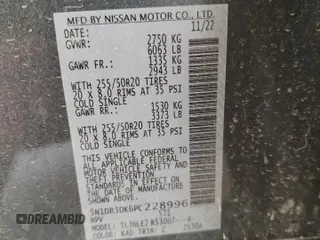 MFD BY NISSAN MOTOR CO., LTD.
DATE: 11/22
GVWR: 2750 KG
6063 LB
GAWR FR.: 1335 KG
2943 LB
WITH 255/50R20 TIRES
20 X 8.0 RIMS AT 35 PSI
COLD SINGLE
GAWR RR.: 1530 KG
3373 LB
WITH 255/50R20 TIRES
20 X 8.0 RIMS AT 35 PSI
COLD SINGLE
THIS VEHICLE CONFORMS TO
ALL APPLICABLE FEDERAL
MOTOR VEHICLE SAFETY AND
THEFT PREVENTION STANDARDS
IN EFFECT ON THE DATE OF
MANUFACTURE SHOWN ABOVE.
5N1DR3DK6PC228996
MPV
MODEL:
COLOR: KAD TRIM: C